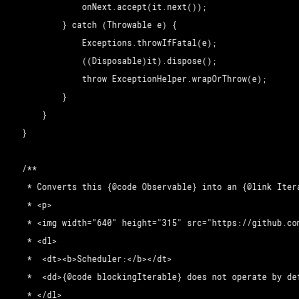 onNext.accept(it.next());
} catch (Throwable e) {
Exceptions.throwIfFatal(e);
((Disposable)it).dispose();
throw ExceptionHelper.wrapOrThrow(e);
}
}
}
/**
* Converts this {@code Observable} into an {@link Itera
* <p>
* <img width="640" height="315" src="https://github.con
* <dl>
*  <dt><b>Scheduler:</b></dt>
*  <dd>{@code blockingIterable} does not operate by def
* </dl>